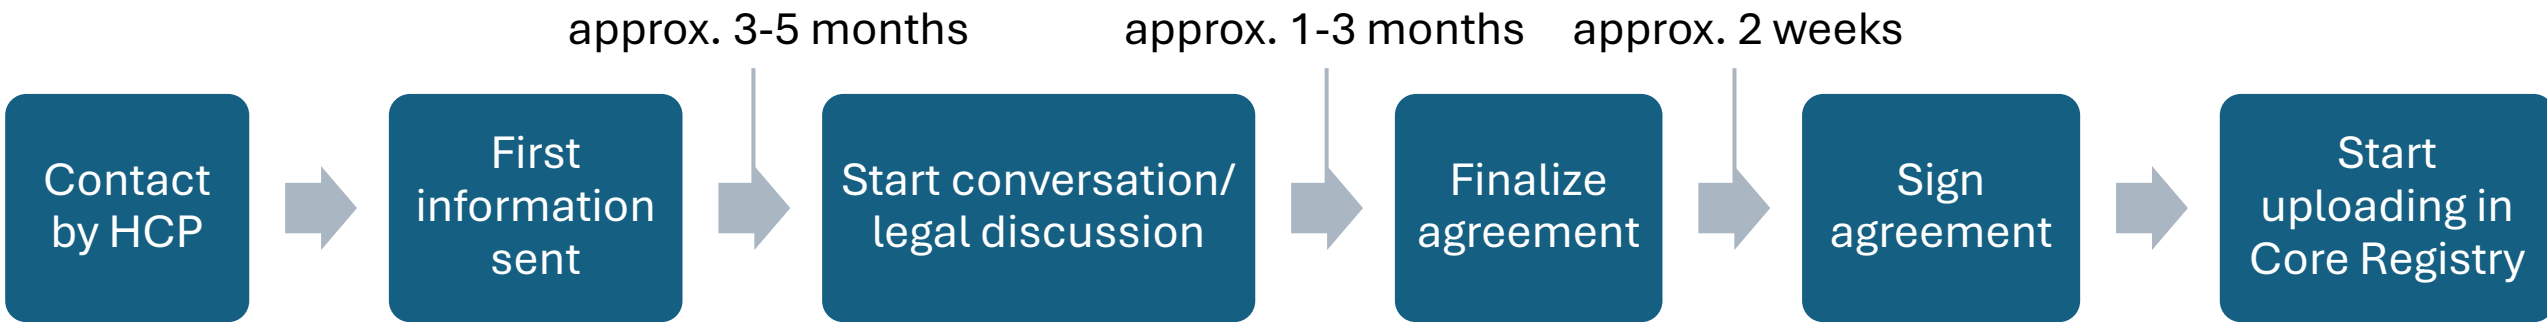 approx. 3-5 months
approx. 1-3 months
approx. 2 weeks
Contact
by HCP
First
information
sent
Start conversation/
legal discussion
Finalize
agreement
Sign
agreement
Start
uploading in
Core Registry